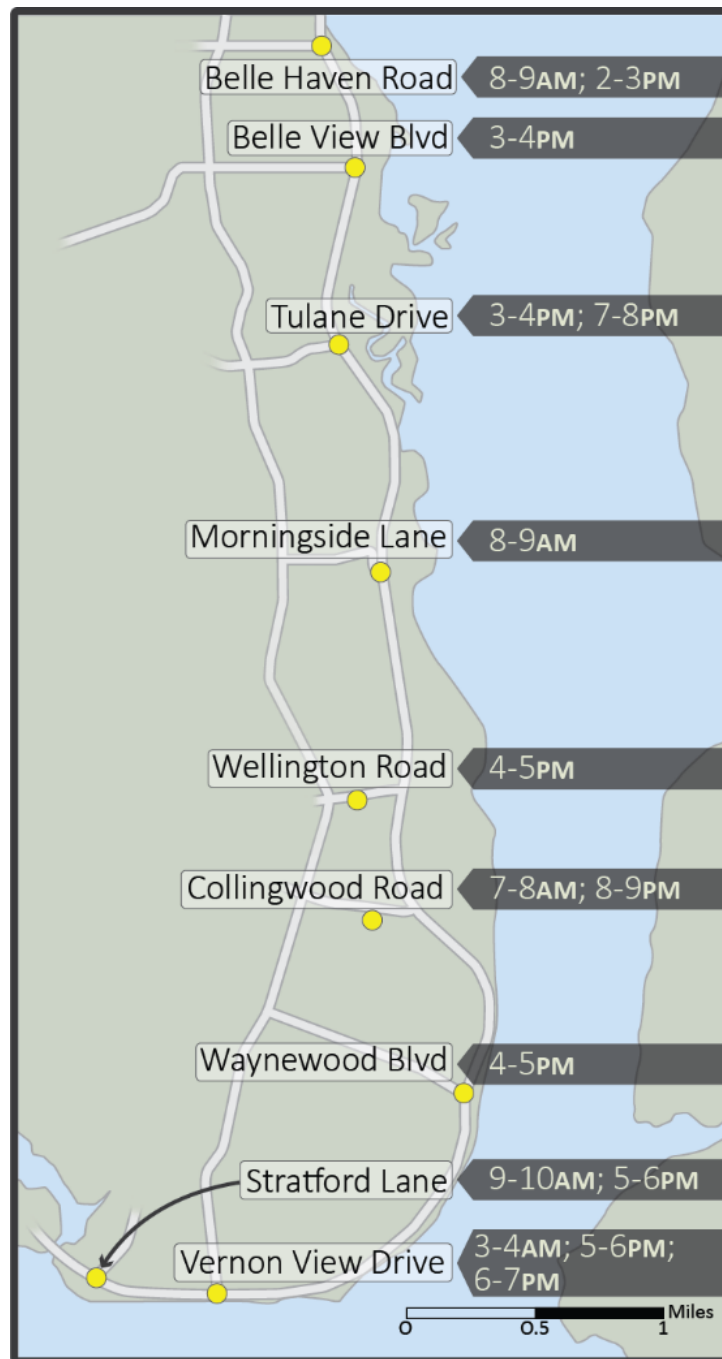 Belle Haven Road 8-9AM; 2-3PM
Belle View Blvd 3-4PM
Tulane Drive 3-4PM; 7-8PM
Morningside Lane 8-9AM
Wellington Road 4-5PM
Collingwood Road 7-8AM; 8-9PM
Waynewood Blvd 4-5PM
Stratford Lane 9-10AM; 5-6PM
Vernon View Drive 3-4AM; 5-6PM;
6-7PM
Miles
0 0.5 1